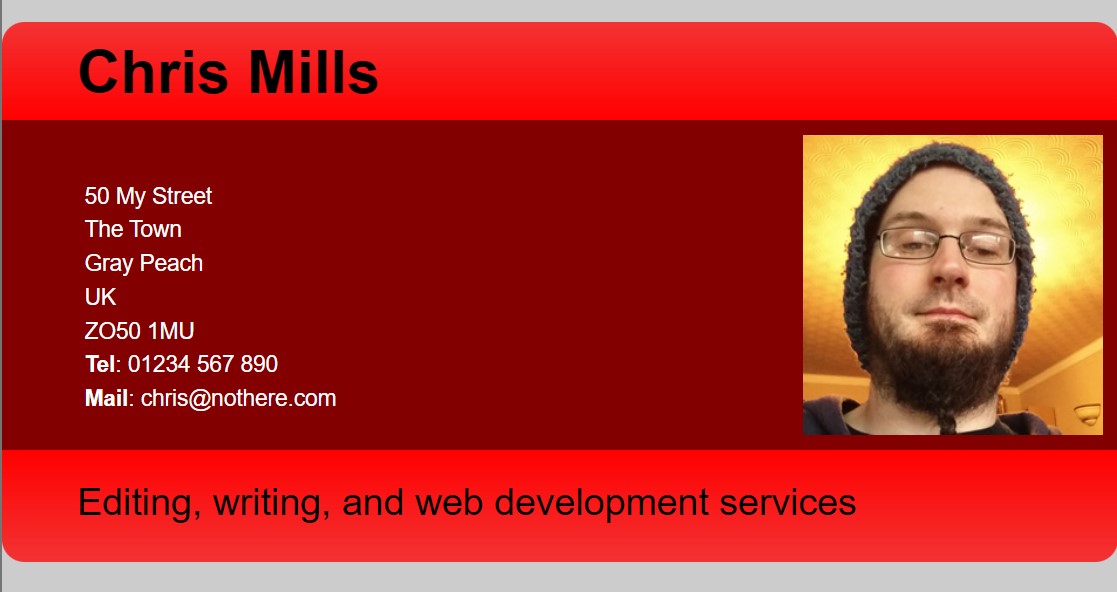 Chris Mills
50 My Street
The Town
Gray Peach
UK
ZO50 1MU
Tel: 01234 567 890
Mail: chris@nothere.com
Editing, writing, and web development services